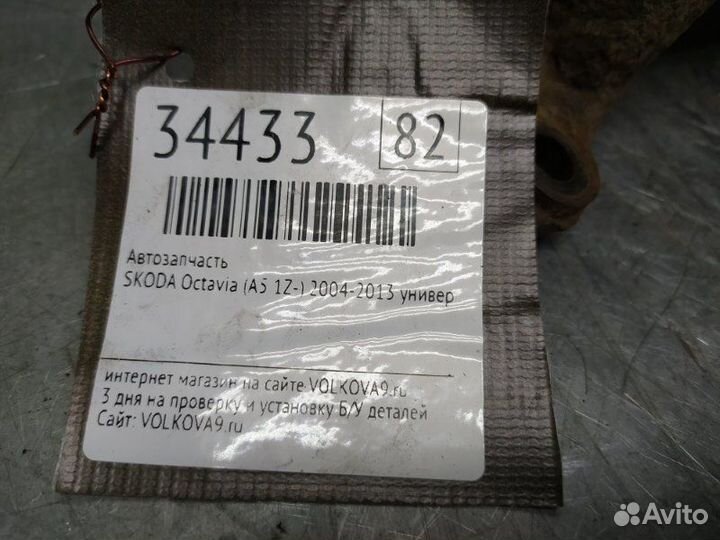 34433 82
Автозапчасть
SKODA Octavia (A5 1Z-) 2004-2013 универ
интернет магазин на сайте VOLKOVA9.ru
3 дня на проверку и установку Б/У деталей
Сайт: VOLKOVA9.ru
Avito